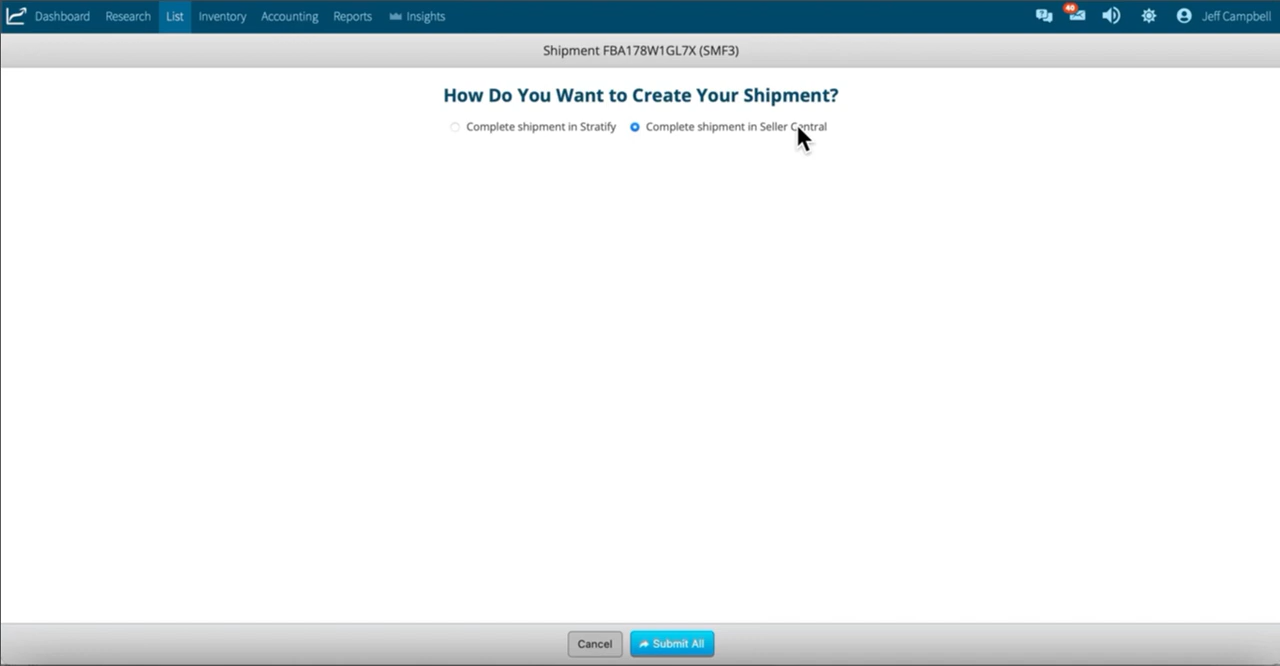 Dashboard Research List Inventory Accounting Reports Insights 40 Jeff Campbell
Shipment FBA178W1GL7X (SMF3)
How Do You Want to Create Your Shipment?
Complete shipment in Stratify Complete shipment in Seller Central
Cancel Submit All